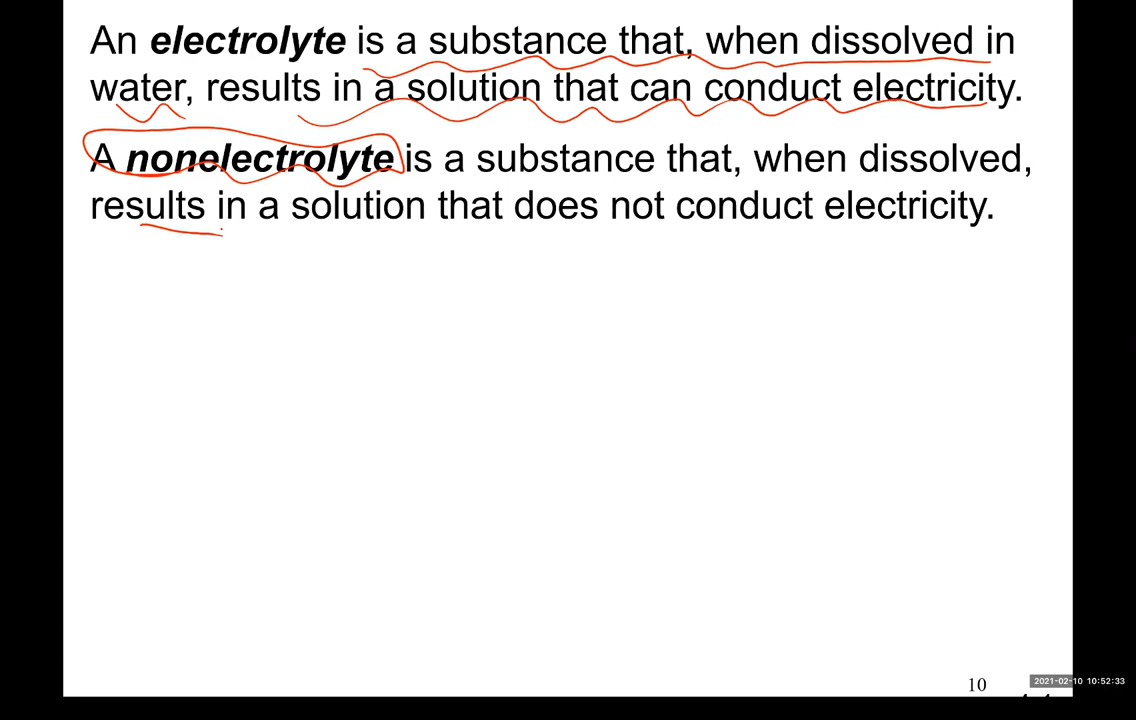 An electrolyte is a substance that, when dissolved in
water, results in a solution that can conduct electricity.
A nonelectrolyte is a substance that, when dissolved,
results in a solution that does not conduct electricity.
10
2021-02-10 10:52:33